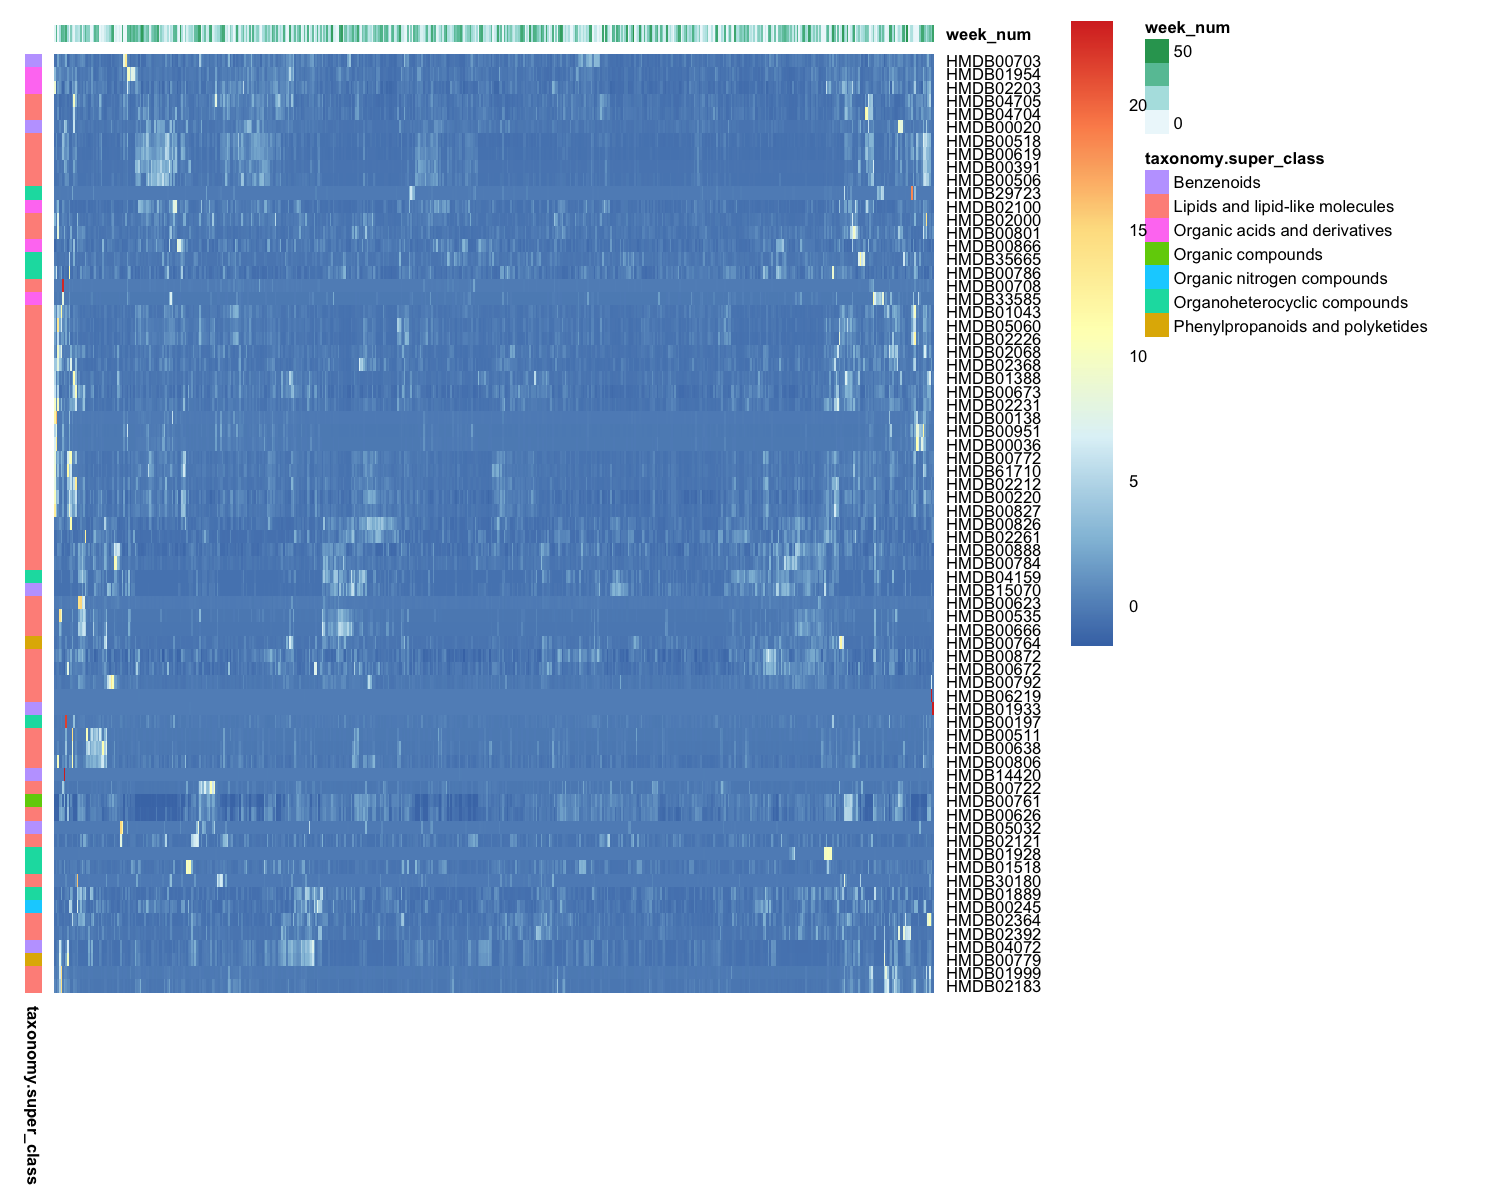 week_num
HMDB00703
HMDB01954
HMDB02203
HMDB04705
HMDB04704
HMDB00020
HMDB00518
HMDB00619
HMDB00391
HMDB00506
HMDB29723
HMDB02100
HMDB02000
HMDB00801
HMDB00866
HMDB35665
HMDB00786
HMDB00708
HMDB33585
HMDB01043
HMDB05060
HMDB02226
HMDB02068
HMDB02368
HMDB01388
HMDB00673
HMDB02231
HMDB00138
HMDB00951
HMDB00036
HMDB00772
HMDB61710
HMDB02212
HMDB00220
HMDB00827
HMDB00826
HMDB02261
HMDB00888
HMDB00784
HMDB04159
HMDB15070
HMDB00623
HMDB00535
HMDB00666
HMDB00764
HMDB00872
HMDB00672
HMDB00792
HMDB06219
HMDB01933
HMDB00197
HMDB00511
HMDB00638
HMDB00806
HMDB14420
HMDB00722
HMDB00761
HMDB00626
HMDB05032
HMDB02121
HMDB01928
HMDB01518
HMDB30180
HMDB01889
HMDB00245
HMDB02364
HMDB02392
HMDB04072
HMDB00779
HMDB01999
HMDB02183
taxonomy.super_class
20
15
10
5
0
week_num
50
0
taxonomy.super_class
Benzenoids
Lipids and lipid-like molecules
Organic acids and derivatives
Organic compounds
Organic nitrogen compounds
Organoheterocyclic compounds
Phenylpropanoids and polyketides